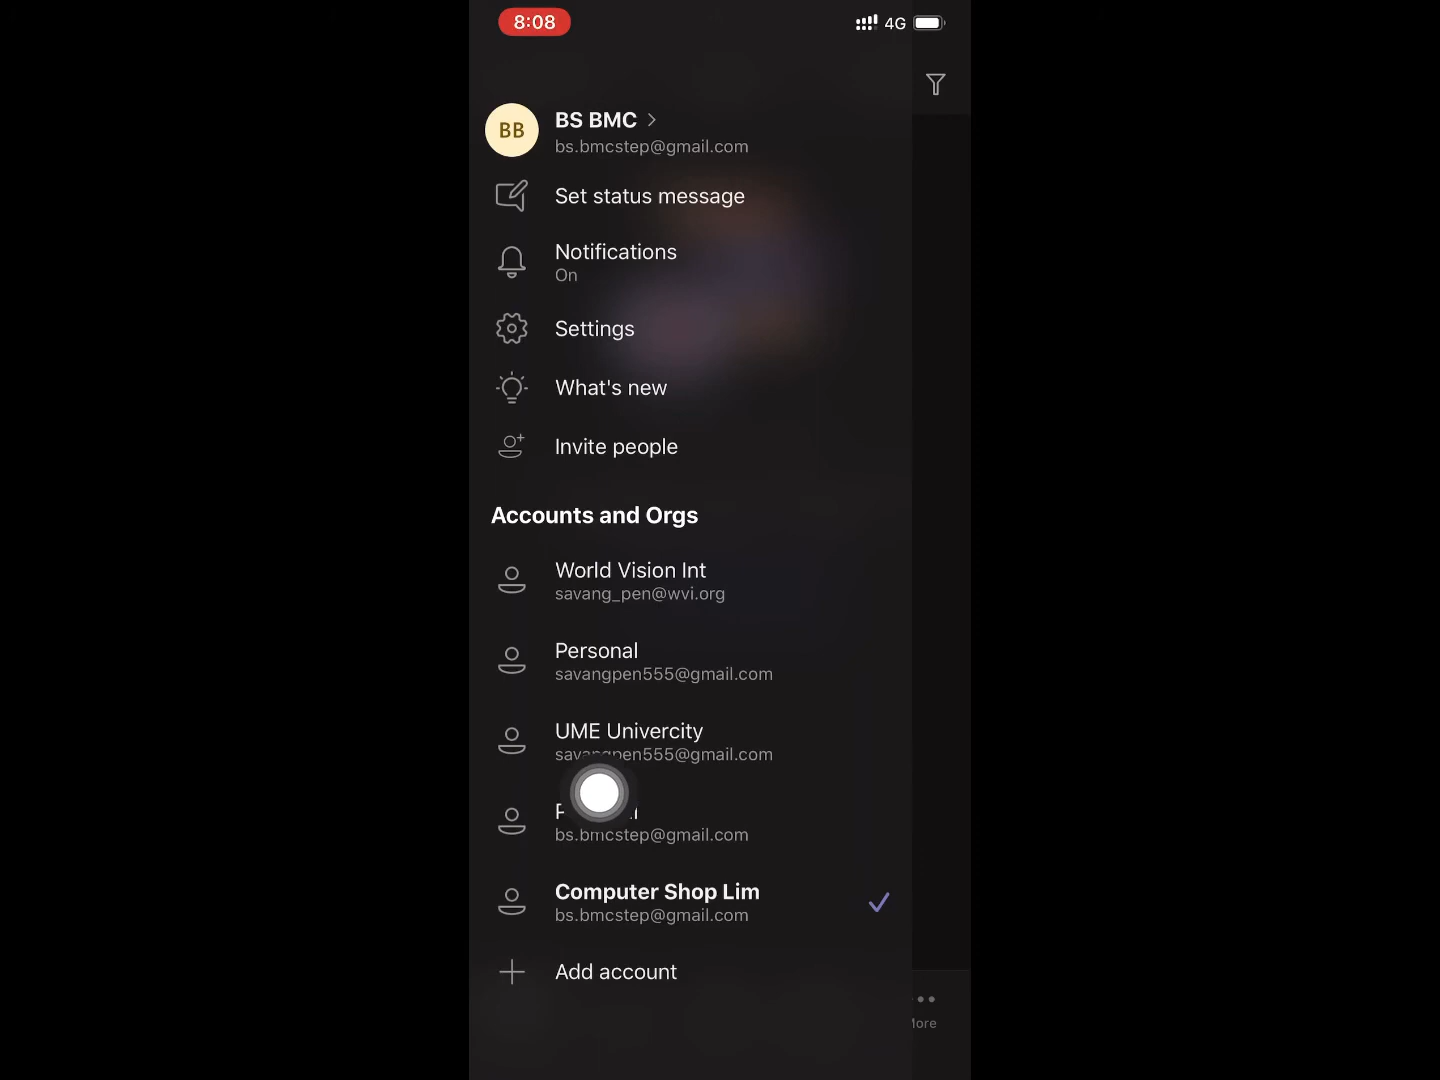 8:08
4G
BB
BS BMC
bs.bmcstep@gmail.com
Set status message
Notifications
On
Settings
What's new
Invite people
Accounts and Orgs
World Vision Int
savang_pen@wvi.org
Personal
savangpen555@gmail.com
UME Univercity
savangpen555@gmail.com
bs.bmcstep@gmail.com
Computer Shop Lim
bs.bmcstep@gmail.com
Add account